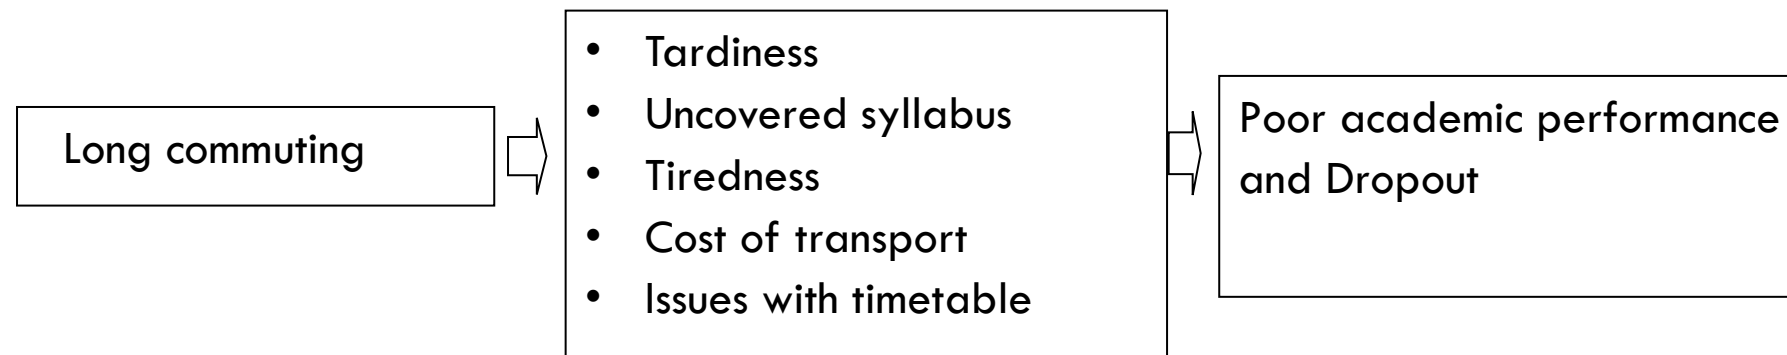 Long commuting
• Tardiness
• Uncovered syllabus
• Tiredness
• Cost of transport
• Issues with timetable
Poor academic performance
and Dropout